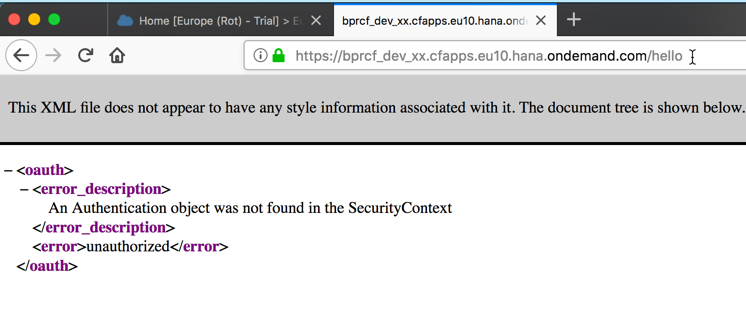 Home [Europe (Rot) - Trial] > E
bprcf_dev_xx.cfapps.eu10.hana.ond
https://bprcf_dev_xx.cfapps.eu10.hana.ondemand.com/hello
This XML file does not appear to have any style information associated with it. The document tree is shown below.
– <oauth>
– <error_description>
An Authentication object was not found in the SecurityContext
</error_description>
<error>unauthorized</error>
</oauth>